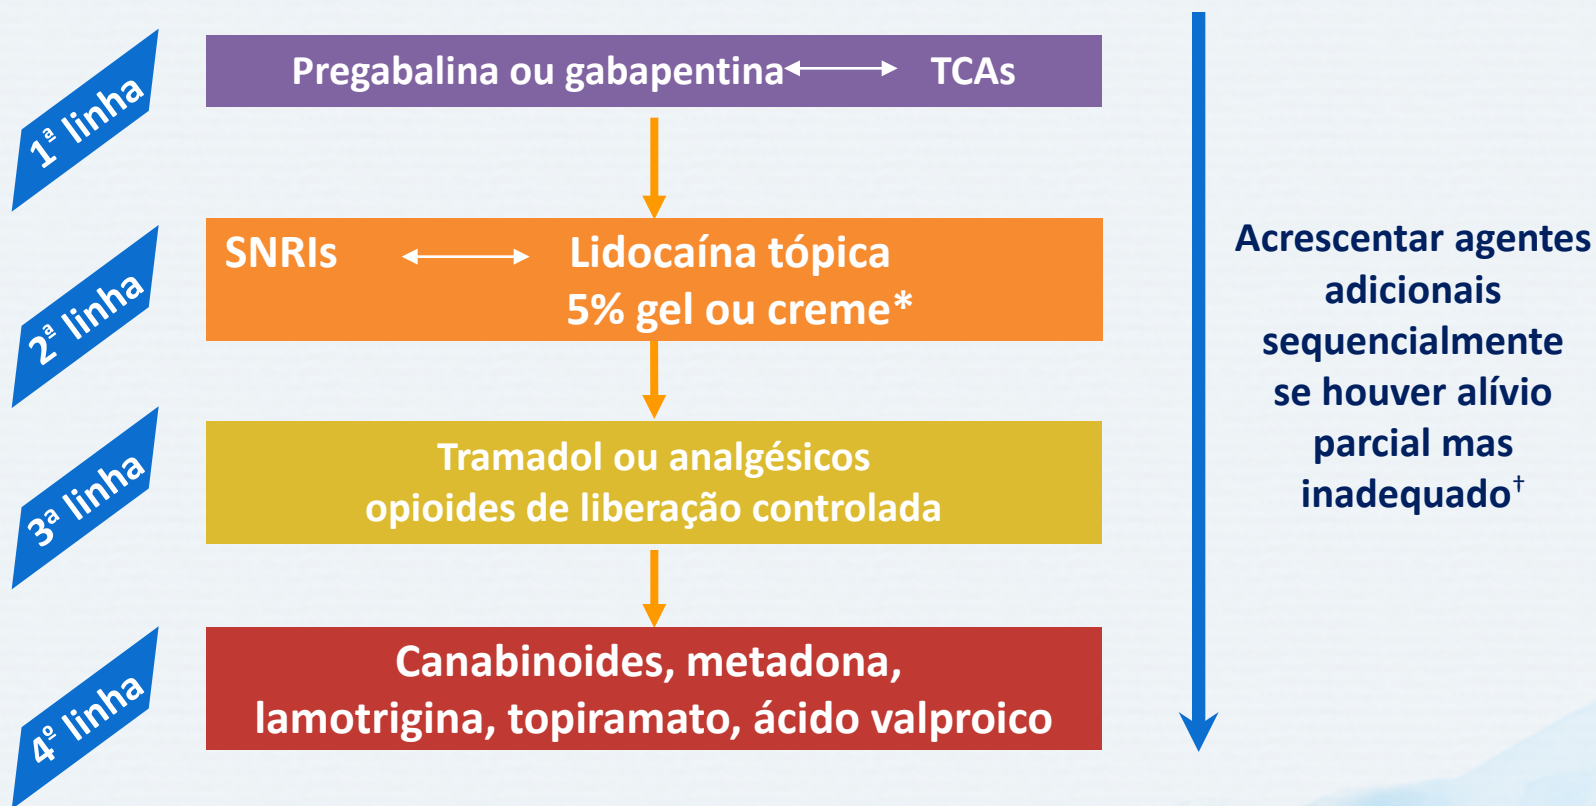 1ª linha
Pregabalina ou gabapentina TCAs
2ª linha
SNRIs Lidocaína tópica
5% gel ou creme*
3ª linha
Tramadol ou analgésicos
opioides de liberação controlada
4º linha
Canabinoides, metadona,
lamotrigina, topiramato, ácido valproico
Acrescentar agentes
adicionais
sequencialmente
se houver alívio
parcial mas
inadequado†